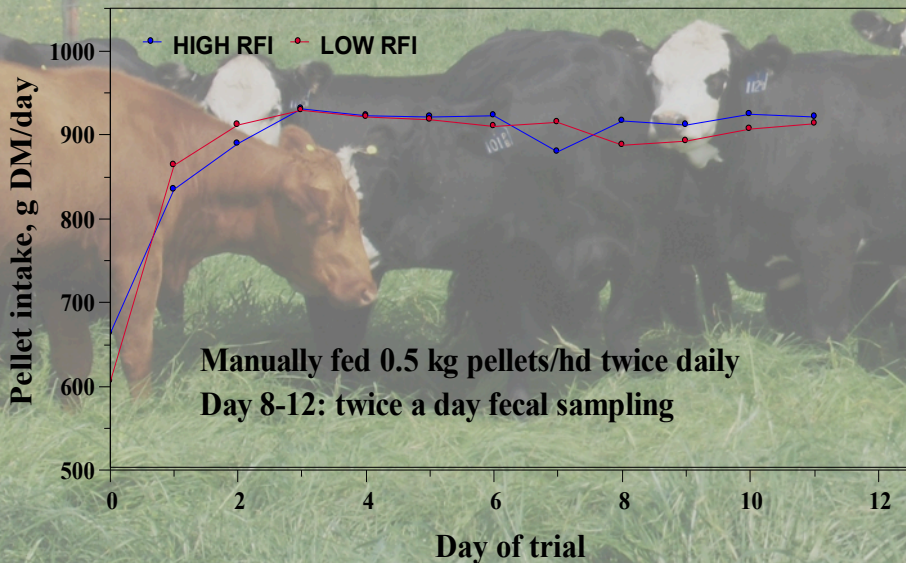 HIGH RFI LOW RFI
Pellet intake, g DM/day
1000
900
800
700
600
500
Manually fed 0.5 kg pellets/hd twice daily
Day 8-12: twice a day fecal sampling
0 2 4 6 8 10 12
Day of trial